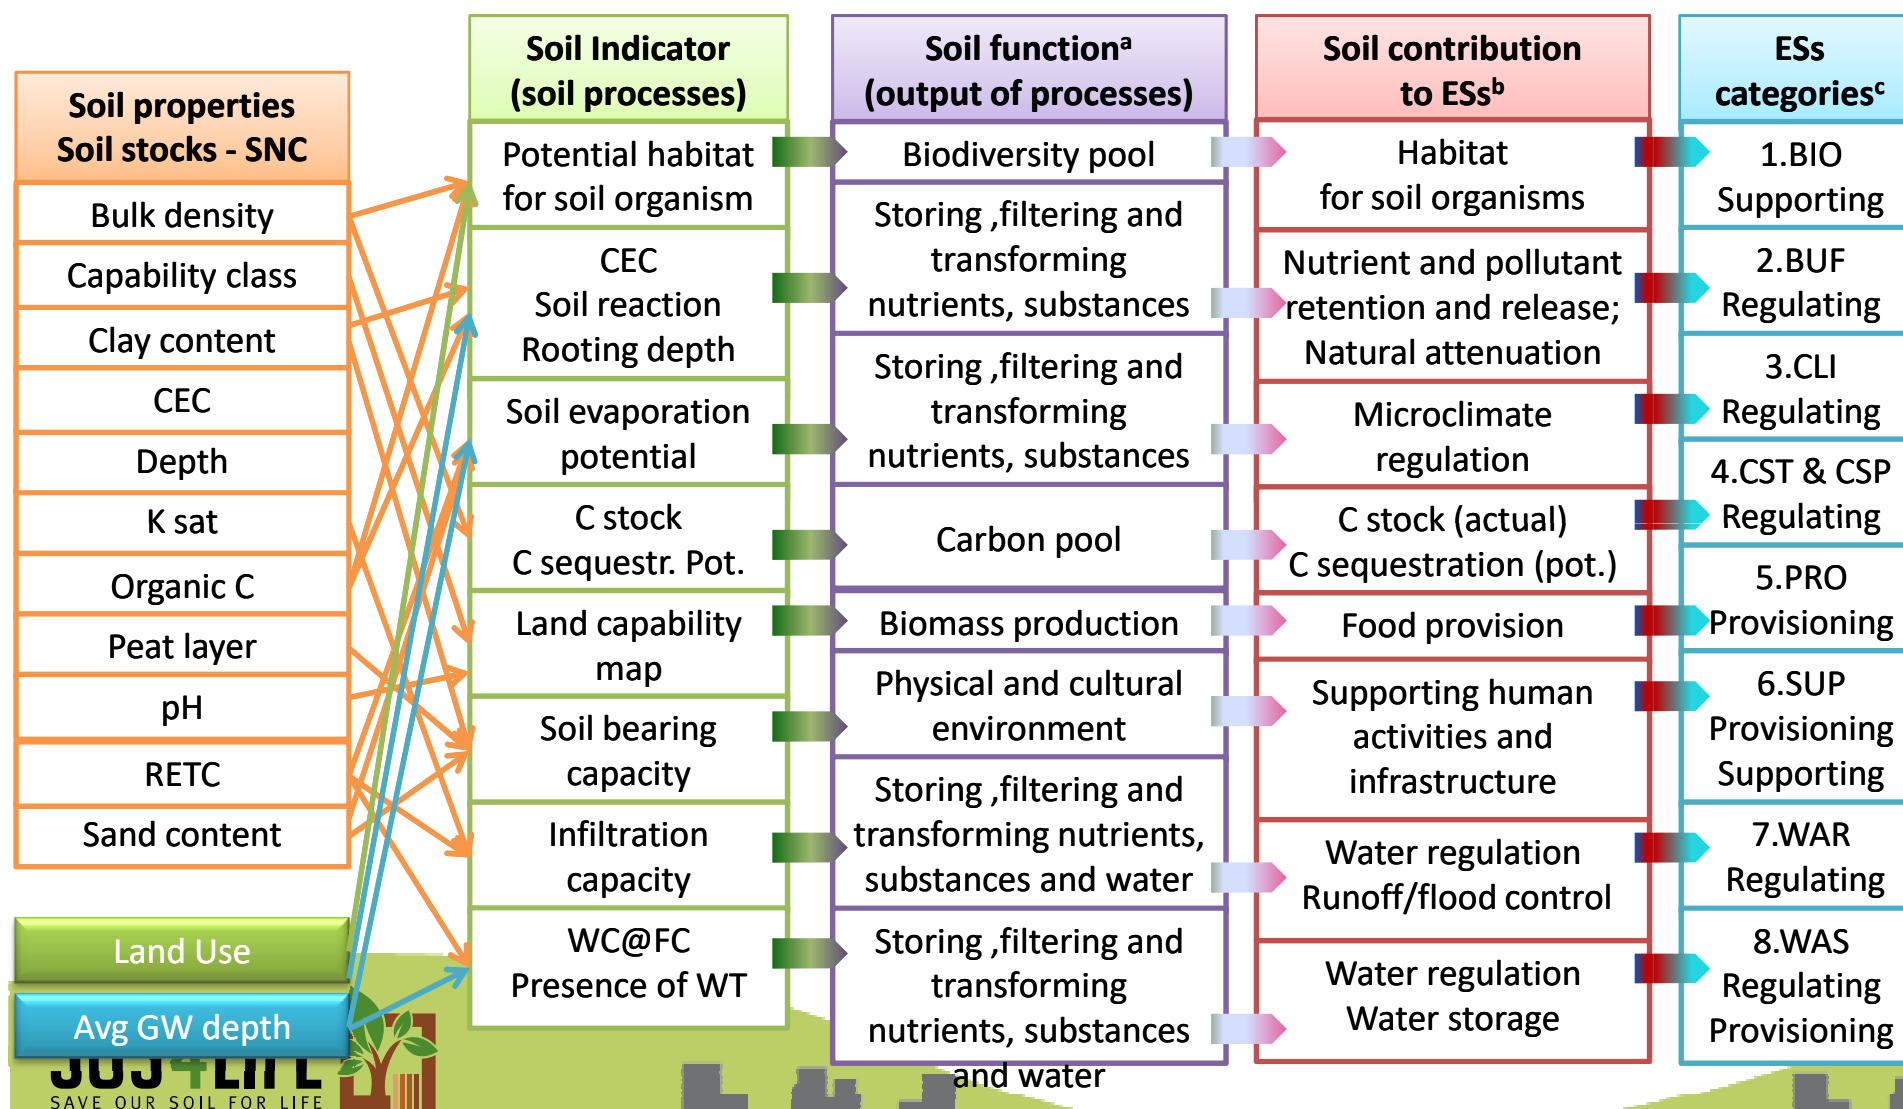 Soil properties
Soil stocks - SNC
Bulk density
Capability class
Clay content
CEC
Depth
K sat
Organic C
Peat layer
pH
RETC
Sand content
Land Use
Avg GW depth
Soil Indicator
(soil processes)
Potential habitat
for soil organism
CEC
Soil reaction
Rooting depth
Soil evaporation
potential
C stock
C sequestr. Pot.
Land capability
map
Soil bearing
capacity
Infiltration
capacity
WC@FC
Presence of WT
Soil functionᵃ
(output of processes)
Biodiversity pool
Storing ,filtering and
transforming
nutrients, substances
Storing ,filtering and
transforming
nutrients, substances
Carbon pool
Biomass production
Physical and cultural
environment
Storing ,filtering and
transforming nutrients,
substances and water
Storing ,filtering and
transforming
nutrients, substances
and water
Soil contribution
to ESsᵇ
Habitat
for soil organisms
Nutrient and pollutant
retention and release;
Natural attenuation
Microclimate
regulation
C stock (actual)
C sequestration (pot.)
Food provision
Supporting human
activities and
infrastructure
Water regulation
Runoff/flood control
Water regulation
Water storage
ESs
categoriesᶜ
1.BIO
Supporting
2.BUF
Regulating
3.CLI
Regulating
4.CST & CSP
Regulating
5.PRO
Provisioning
6.SUP
Provisioning
Supporting
7.WAR
Regulating
8.WAS
Regulating
Provisioning
SOS4LIFE
SAVE OUR SOIL FOR LIFE